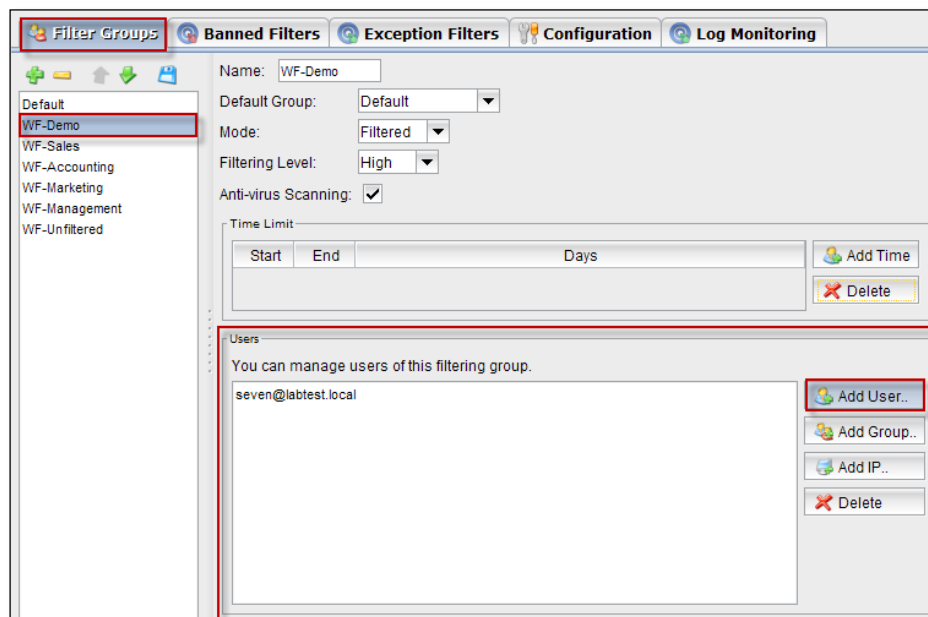 Filter Groups Banned Filters Exception Filters Configuration Log Monitoring
Default
WF-Demo
WF-Sales
WF-Accounting
WF-Marketing
WF-Management
WF-Unfiltered
Name: WF-Demo
Default Group: Default
Mode: Filtered
Filtering Level: High
Anti-virus Scanning:
Time Limit
Start End Days
Add Time
Delete
Users
You can manage users of this filtering group.
seven@labtest.local
Add User..
Add Group..
Add IP..
Delete